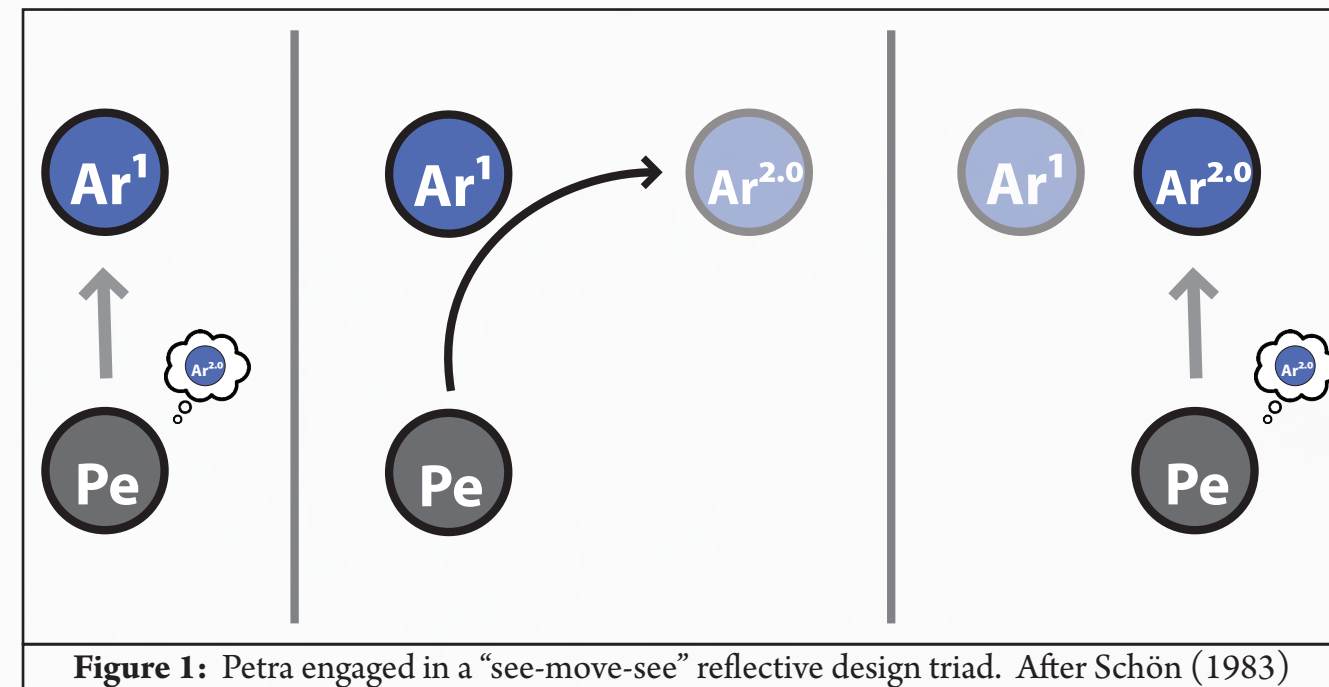 Ar¹ Ar¹ Ar²·⁰ Ar¹ Ar²·⁰
Ar²·⁰ Ar²·⁰
Pe Pe Pe
Figure 1: Petra engaged in a “see-move-see” reflective design triad. After Schön (1983)